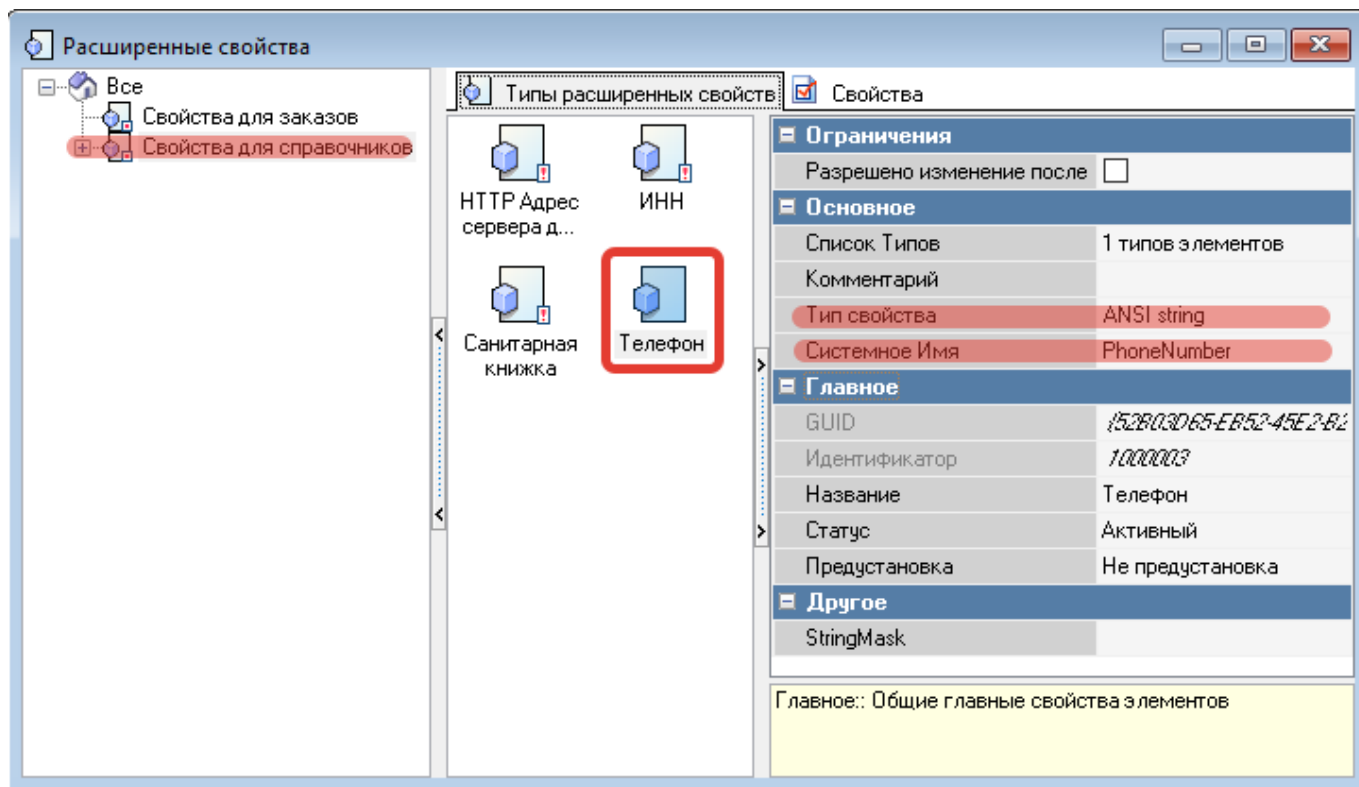 Расширенные свойства
Все
Свойства для заказов
Свойства для справочников
Типы расширенных свойств
Свойства
HTTP Адрес
сервера д...
ИНН
Санитарная
книжка
Телефон
Ограничения
Разрешено изменение после
Основное
Список Типов 1 типов элементов
Комментарий
Тип свойства ANSI string
Системное Имя PhoneNumber
Главное
GUID {52B03D65-EB52-45E2-B2
Идентификатор 1000003
Название Телефон
Статус Активный
Предустановка Не предустановка
Другое
StringMask
Главное:: Общие главные свойства элементов